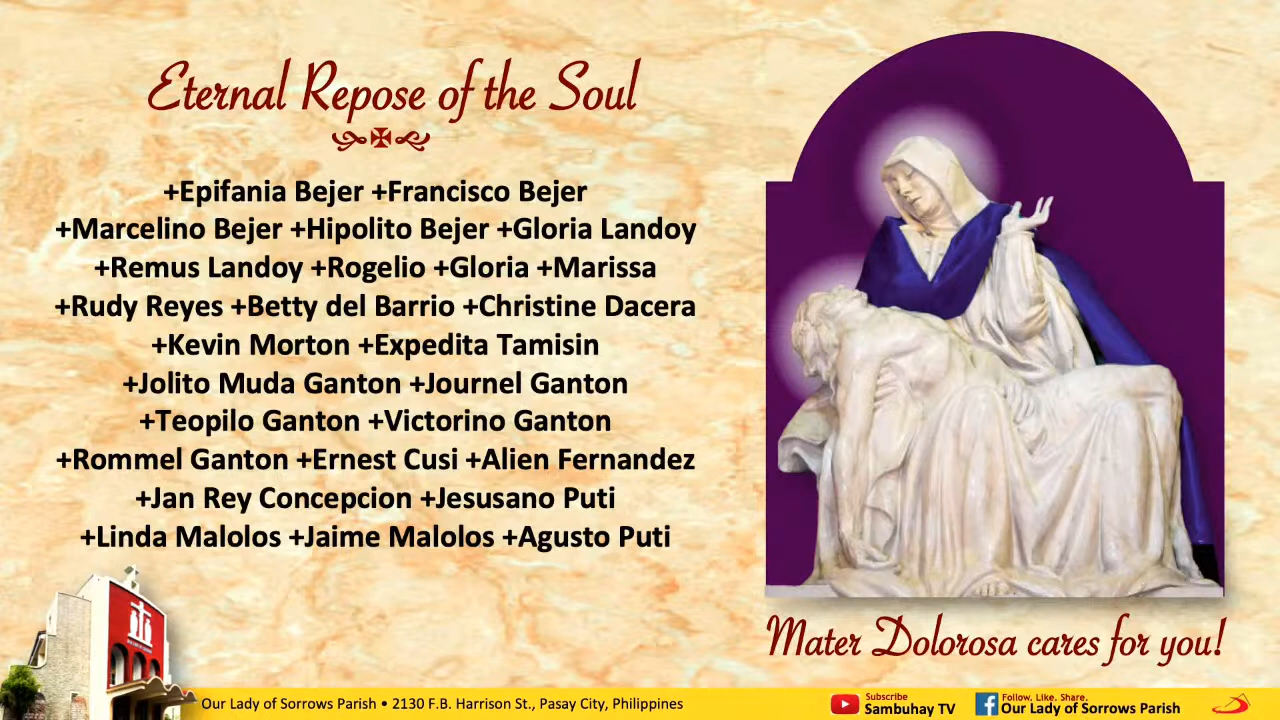 Eternal Repose of the Soul
+Epifania Bejer +Francisco Bejer
+Marcelino Bejer +Hipolito Bejer +Gloria Landoy
+Remus Landoy +Rogelio +Gloria +Marissa
+Rudy Reyes +Betty del Barrio +Christine Dacera
+Kevin Morton +Expedita Tamisin
+Jolito Muda Ganton +Journel Ganton
+Teopilo Ganton +Victorino Ganton
+Rommel Ganton +Ernest Cusi +Alien Fernandez
+Jan Rey Concepcion +Jesusano Puti
+Linda Malolos +Jaime Malolos +Agusto Puti
Mater Dolorosa cares for you!
Our Lady of Sorrows Parish • 2130 F.B. Harrison St., Pasay City, Philippines
Subscribe
Sambuhay TV
Follow. Like. Share.
Our Lady of Sorrows Parish